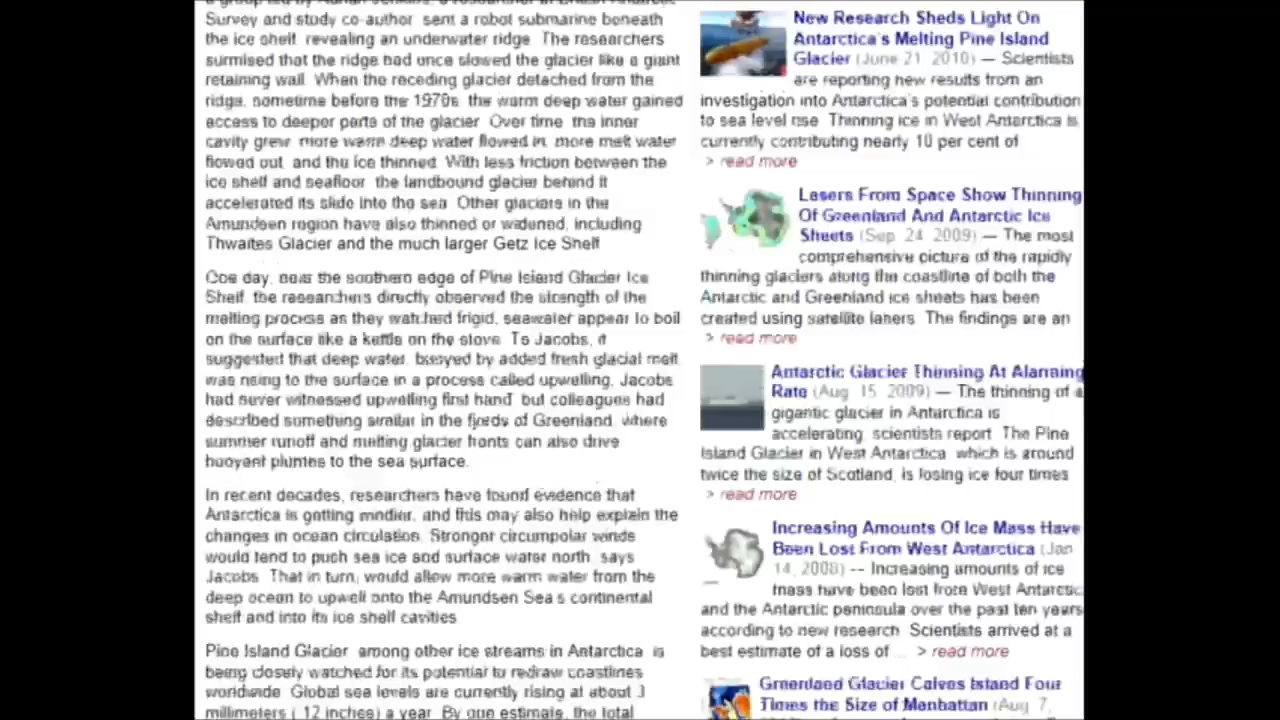 Survey and study co-author, sent a robot submarine beneath
the ice shelf, revealing an underwater ridge. The researchers
surmised that the ridge had once slowed the glacier like a giant
retaining wall. When the receding glacier detached from the
ridge, sometime before the 1970s, the warm deep water gained
access to deeper parts of the glacier. Over time, the inner
cavity grew, more warm deep water flowed in, more melt water
flowed out, and the ice thinned. With less friction between the
ice shelf and seafloor, the landbound glacier behind it
accelerated its slide into the sea. Other glaciers in the
Amundsen region have also thinned or widened, including
Thwaites Glacier and the much larger Getz Ice Shelf.
One day, near the southern edge of Pine Island Glacier Ice
Shelf, the researchers directly observed the strength of the
melting process as they watched frigid, seawater appear to boil
on the surface like a kettle on the stove. To Jacobs, it
suggested that deep water, buoyed by added fresh glacial melt,
was rising to the surface in a process called upwelling. Jacobs
had never witnessed upwelling first hand, but colleagues had
described something similar in the fjords of Greenland, where
summer runoff and melting glacier fronts can also drive
buoyant plumes to the sea surface.
In recent decades, researchers have found evidence that
Antarctica is getting windier, and this may also help explain the
changes in ocean circulation. Stronger circumpolar winds
would tend to push sea ice and surface water north, says
Jacobs. That in turn, would allow more warm water from the
deep ocean to upwell onto the Amundsen Sea's continental
shelf and into its ice shelf cavities.
Pine Island Glacier, among other ice streams in Antarctica, is
being closely watched for its potential to redraw coastlines
worldwide. Global sea levels are currently rising at about 3
millimeters (.12 inches) a year. By one estimate, the total
New Research Sheds Light On
Antarctica's Melting Pine Island
Glacier (June 21, 2010) — Scientists
are reporting new results from an
investigation into Antarctica's potential contribution
to sea level rise. Thinning ice in West Antarctica is
currently contributing nearly 10 per cent of
> read more
Lasers From Space Show Thinning
Of Greenland And Antarctic Ice
Sheets (Sep. 24, 2009) — The most
comprehensive picture of the rapidly
thinning glaciers along the coastline of both the
Antarctic and Greenland ice sheets has been
created using satellite lasers. The findings are an
> read more
Antarctic Glacier Thinning At Alarming
Rate (Aug. 15, 2009) — The thinning of a
gigantic glacier in Antarctica is
accelerating, scientists report. The Pine
Island Glacier in West Antarctica, which is around
twice the size of Scotland, is losing ice four times
> read more
Increasing Amounts Of Ice Mass Have
Been Lost From West Antarctica (Jan.
14, 2008) -- Increasing amounts of ice
mass have been lost from West Antarctica
and the Antarctic peninsula over the past ten years,
according to new research. Scientists arrived at a
best estimate of a loss of ... > read more
Greenland Glacier Calves Island Four
Times the Size of Manhattan (Aug. 7,